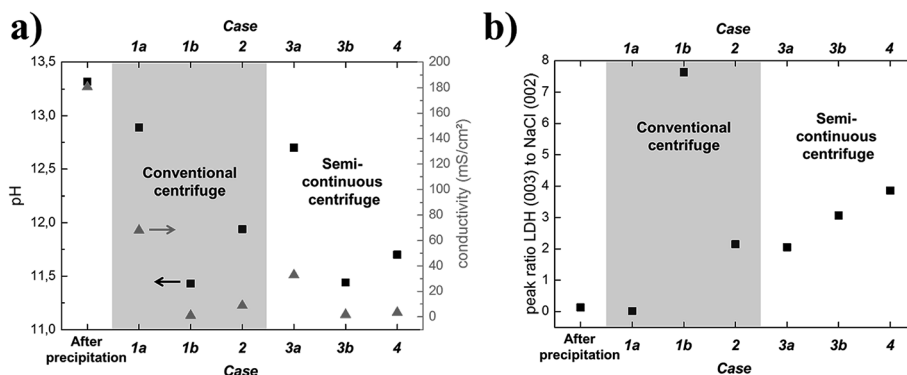 a)
Case
1a 1b 2 3a 3b 4
13,5
13,0
12,5
12,0
11,5
11,0
pH
Conventional
centrifuge
Semi-
continuous
centrifuge
200
180
160
140
120
100
80
60
40
20
0
conductivity (mS/cm²)
After
precipitation
1a 1b 2 3a 3b 4
Case
b)
Case
1a 1b 2 3a 3b 4
8
7
6
5
4
3
2
1
0
peak ratio LDH (003) to NaCl (002)
Conventional
centrifuge
Semi-
continuous
centrifuge
After
precipitation
1a 1b 2 3a 3b 4
Case